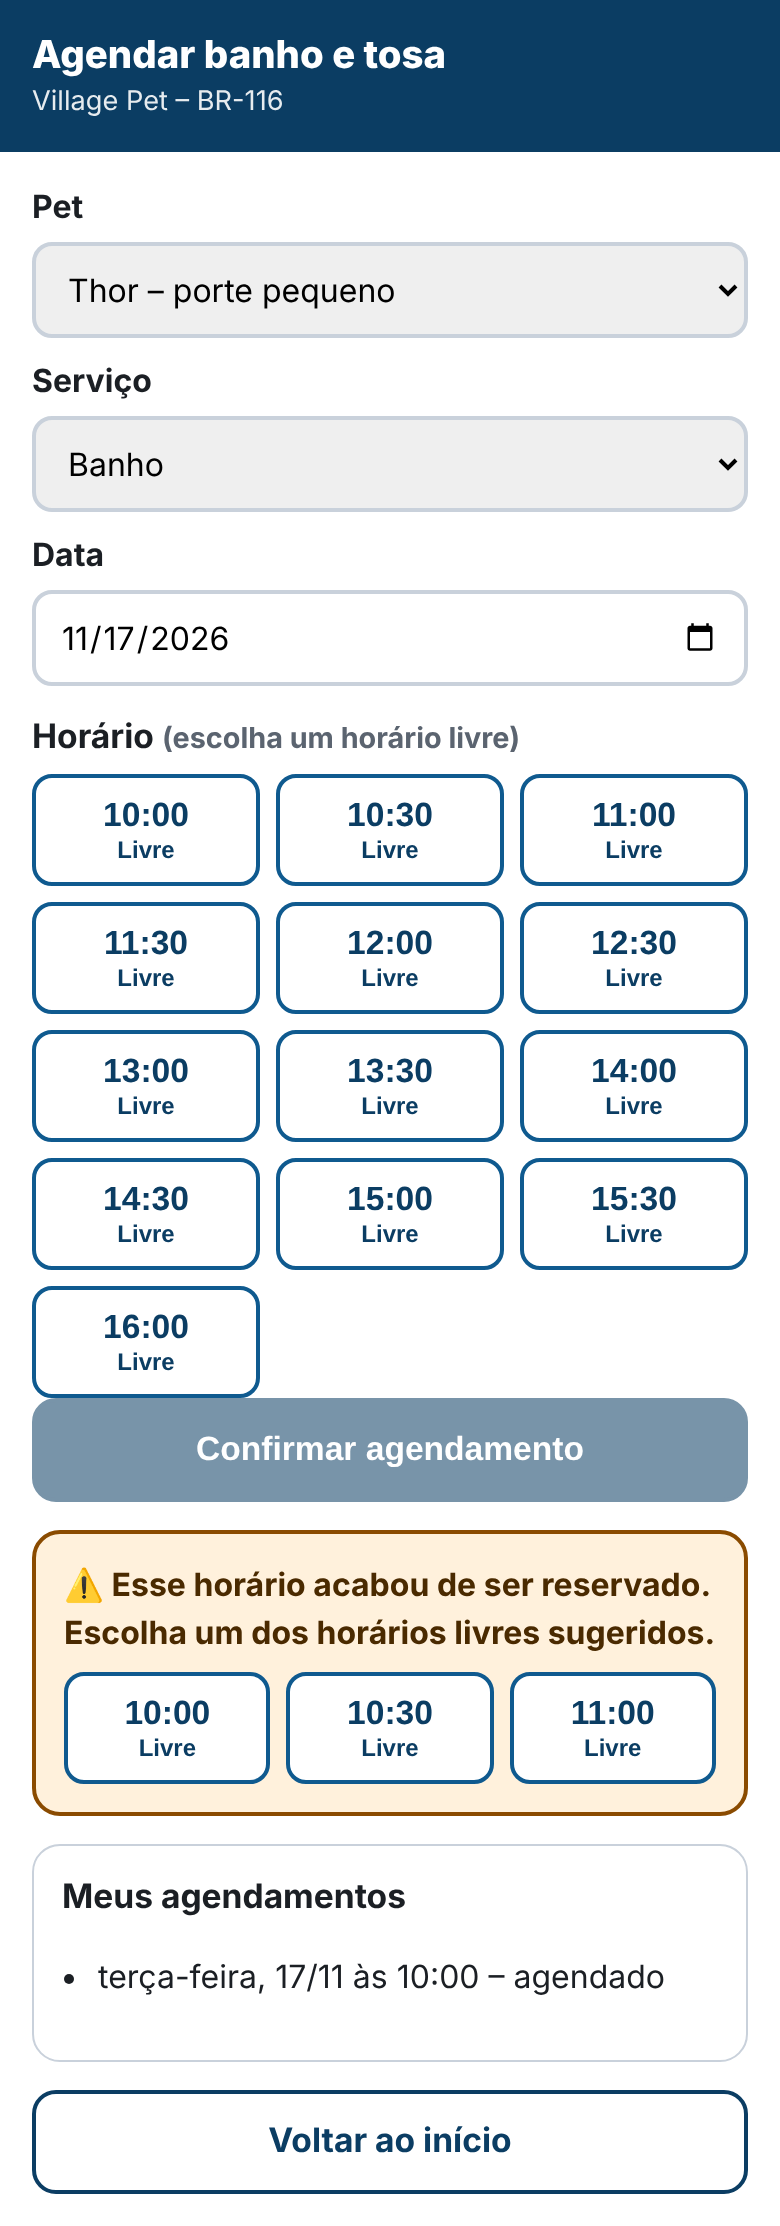 Agendar banho e tosa
Village Pet – BR-116
Pet
Thor – porte pequeno
Serviço
Banho
Data
11/17/2026
Horário (escolha um horário livre)
10:00 10:30 11:00
Livre Livre Livre
11:30 12:00 12:30
Livre Livre Livre
13:00 13:30 14:00
Livre Livre Livre
14:30 15:00 15:30
Livre Livre Livre
16:00
Livre
Confirmar agendamento
⚠️ Esse horário acabou de ser reservado.
Escolha um dos horários livres sugeridos.
10:00 10:30 11:00
Livre Livre Livre
Meus agendamentos
• terça-feira, 17/11 às 10:00 – agendado
Voltar ao início